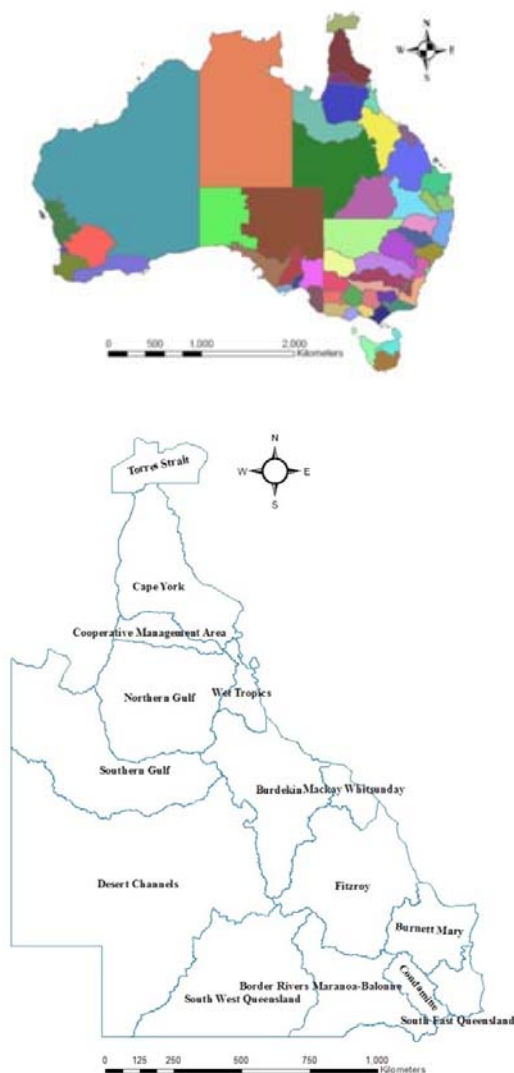 N
W E
S
0 500 1,000 2,000
Kilometers
N
W E
S
Torres Strait
Cape York
Cooperative Management Area
Northern Gulf
Wet Tropics
Southern Gulf
Burdekin
Mackay Whitsunday
Desert Channels
Fitzroy
Burnett Mary
Border Rivers Maranoa-Balonne
Condamine
South West Queensland
South East Queensland
0 125 250 500 750 1,000
Kilometers